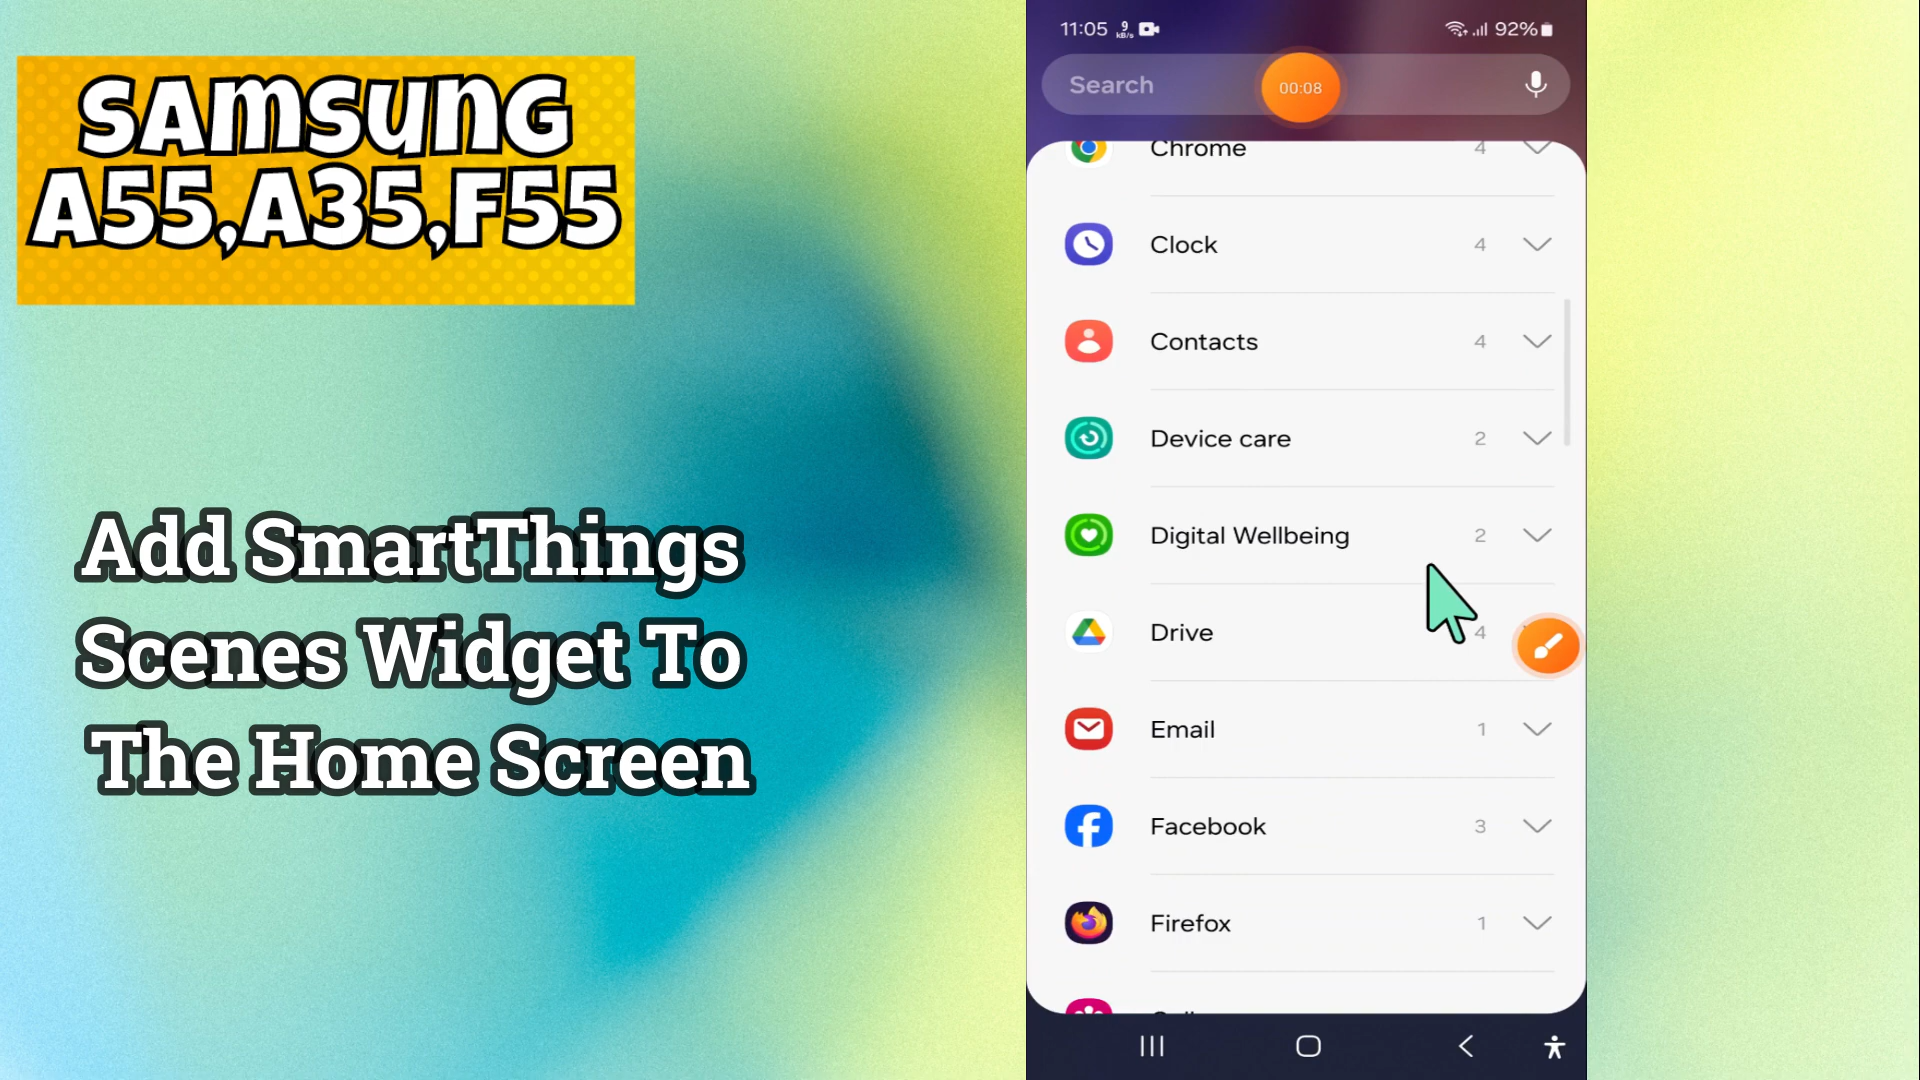 SAMSUNG
A55,A35,F55
Add SmartThings
Scenes Widget To
The Home Screen
11:05 9 kB/s 92%
Search 00:08
Chrome 4
Clock 4
Contacts 4
Device care 2
Digital Wellbeing 2
Drive 4
Email 1
Facebook 3
Firefox 1